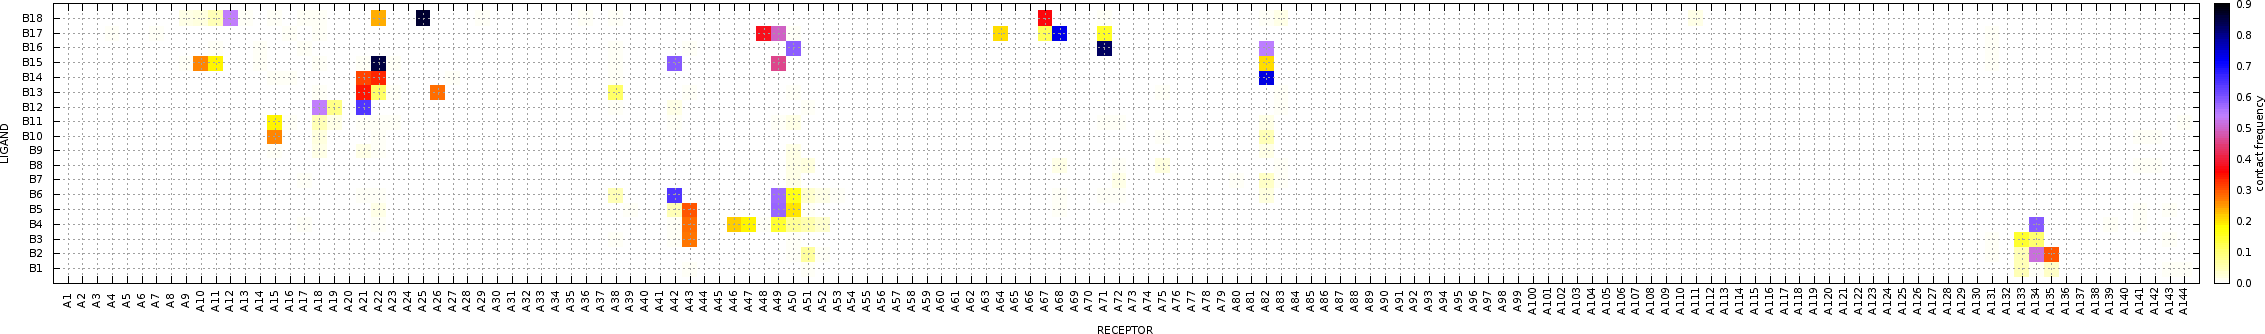 B18
B17
B16
B15
B14
B13
B12
B11
B10
B9
B8
B7
B6
B5
B4
B3
B2
B1
LIGAND
A1 A2 A3 A4 A5 A6 A7 A8 A9 A10 A11 A12 A13 A14 A15 A16 A17 A18 A19 A20 A21 A22 A23 A24 A25 A26 A27 A28 A29 A30 A31 A32 A33 A34 A35 A36 A37 A38 A39 A40 A41 A42 A43 A44 A45 A46 A47 A48 A49 A50 A51 A52 A53 A54 A55 A56 A57 A58 A59 A60 A61 A62 A63 A64 A65 A66 A67 A68 A69 A70 A71 A72 A73 A74 A75 A76 A77 A78 A79 A80 A81 A82 A83 A84 A85 A86 A87 A88 A89 A90 A91 A92 A93 A94 A95 A96 A97 A98 A99 A100 A101 A102 A103 A104 A105 A106 A107 A108 A109 A110 A111 A112 A113 A114 A115 A116 A117 A118 A119 A120 A121 A122 A123 A124 A125 A126 A127 A128 A129 A130 A131 A132 A133 A134 A135 A136 A137 A138 A139 A140 A141 A142 A143 A144
RECEPTOR
0.9
0.8
0.7
0.6
0.5
0.4
0.3
0.2
0.1
0.0
contact frequency